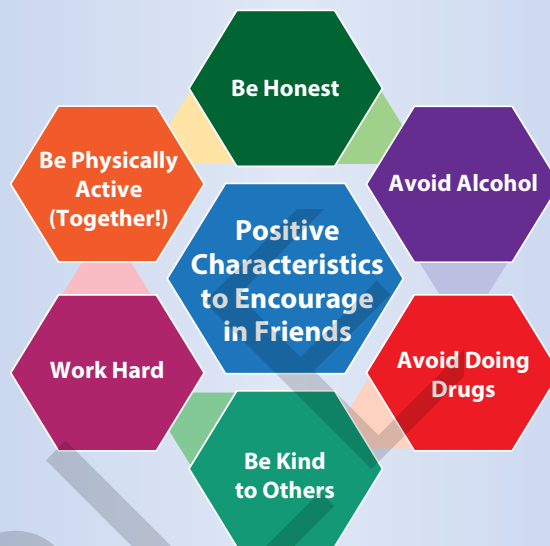 Be Honest
Avoid Alcohol
Avoid Doing
Drugs
Be Kind
to Others
Work Hard
Be Physically
Active
(Together!)
Positive
Characteristics
to Encourage
in Friends